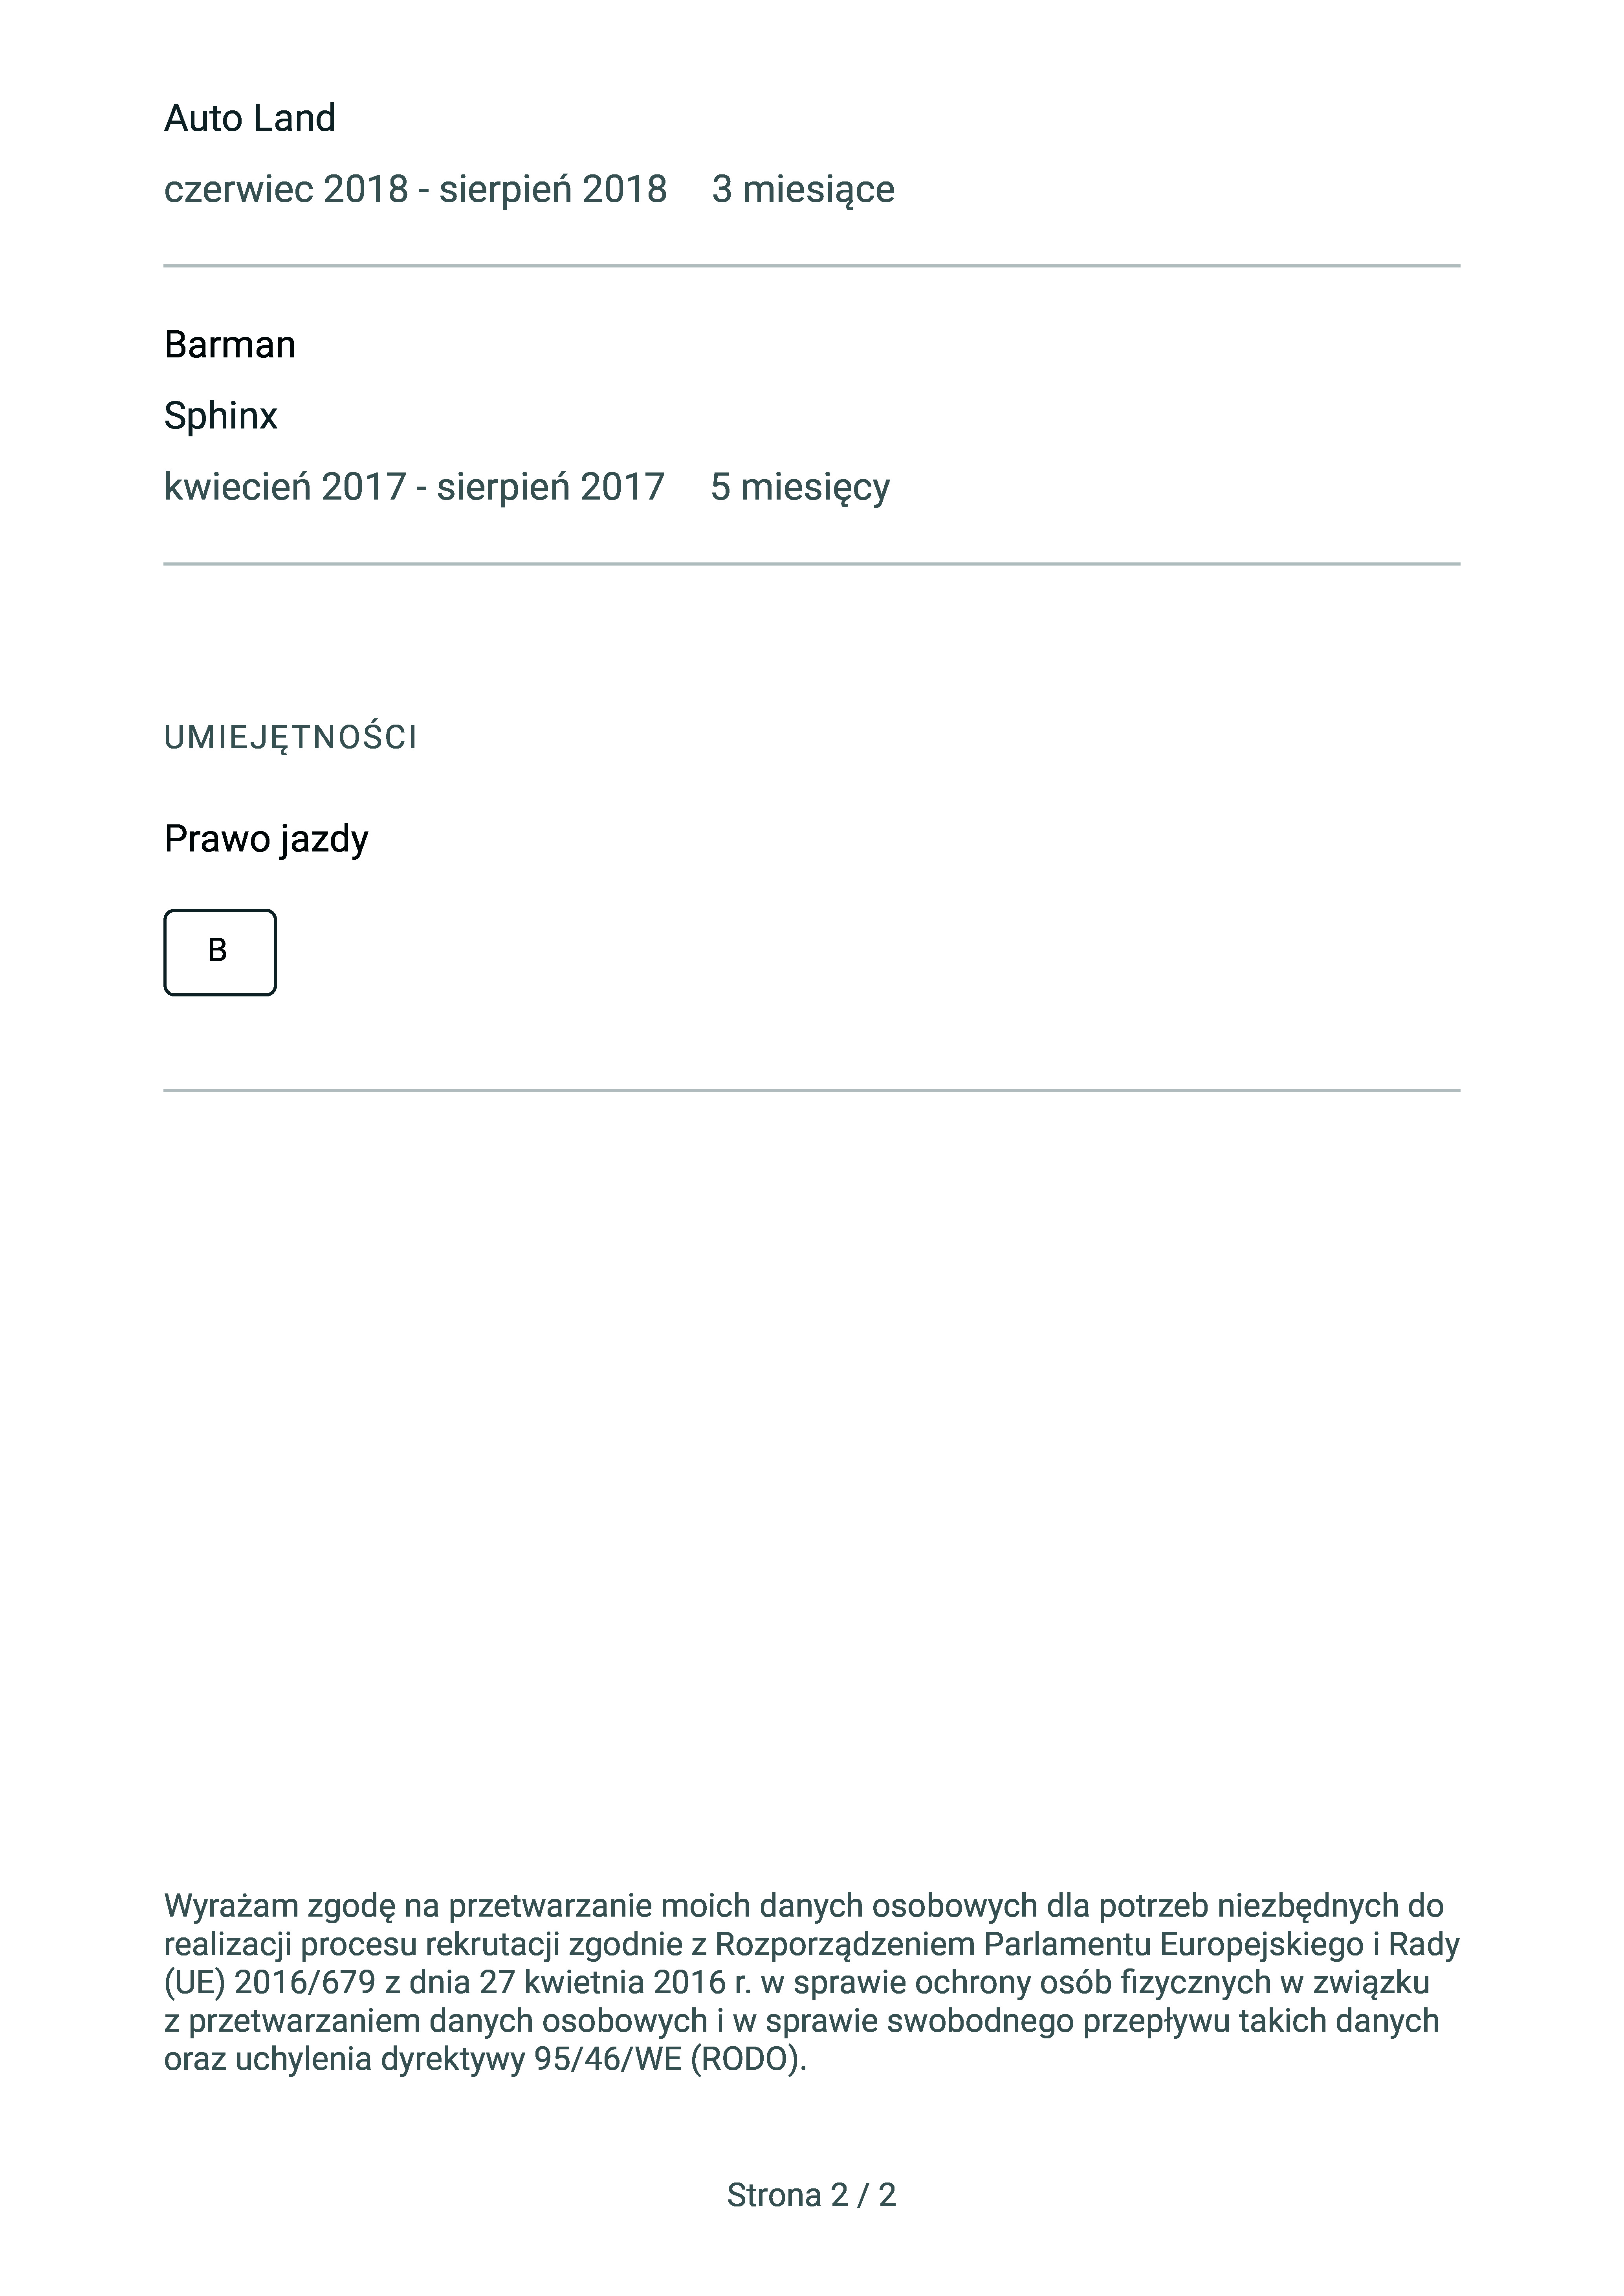 Auto Land
czerwiec 2018 - sierpień 2018 3 miesiące
Barman
Sphinx
kwiecień 2017 - sierpień 2017 5 miesięcy
UMIEJĘTNOŚCI
Prawo jazdy
B
Wyrażam zgodę na przetwarzanie moich danych osobowych dla potrzeb niezbędnych do
realizacji procesu rekrutacji zgodnie z Rozporządzeniem Parlamentu Europejskiego i Rady
(UE) 2016/679 z dnia 27 kwietnia 2016 r. w sprawie ochrony osób fizycznych w związku
z przetwarzaniem danych osobowych i w sprawie swobodnego przepływu takich danych
oraz uchylenia dyrektywy 95/46/WE (RODO).
Strona 2 / 2